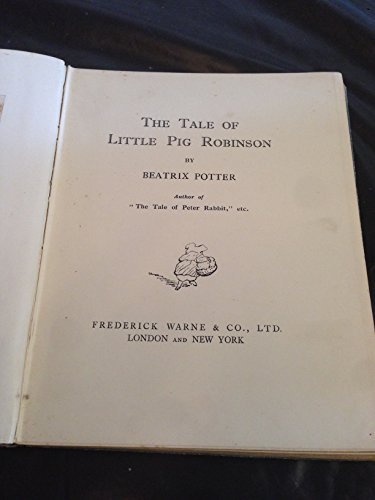 THE TALE OF
LITTLE PIG ROBINSON
BY
BEATRIX POTTER
Author of
"The Tale of Peter Rabbit," etc.
FREDERICK WARNE & CO., LTD.
LONDON AND NEW YORK